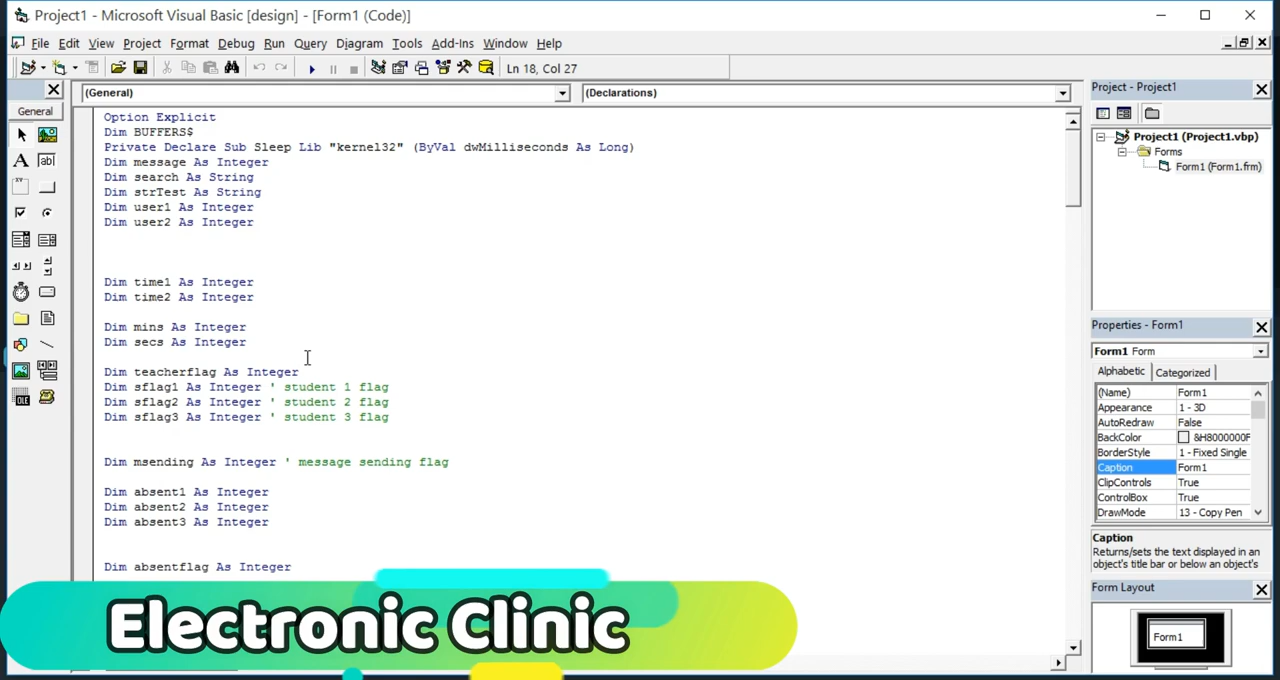 Project1 - Microsoft Visual Basic [design] - [Form1 (Code)]
File Edit View Project Format Debug Run Query Diagram Tools Add-Ins Window Help
Ln 18, Col 27
General
(General) (Declarations)
Option Explicit
Dim BUFFERS$
Private Declare Sub Sleep Lib "kernel32" (ByVal dwMilliseconds As Long)
Dim message As Integer
Dim search As String
Dim strTest As String
Dim user1 As Integer
Dim user2 As Integer
Dim time1 As Integer
Dim time2 As Integer
Dim mins As Integer
Dim secs As Integer
Dim teacherflag As Integer
Dim sflag1 As Integer ' student 1 flag
Dim sflag2 As Integer ' student 2 flag
Dim sflag3 As Integer ' student 3 flag
Dim msending As Integer ' message sending flag
Dim absent1 As Integer
Dim absent2 As Integer
Dim absent3 As Integer
Dim absentflag As Integer
Electronic Clinic
Project - Project1
Project1 (Project1.vbp)
Forms
Form1 (Form1.frm)
Properties - Form1
Form1 Form
Alphabetic Categorized
(Name) Form1
Appearance 1 - 3D
AutoRedraw False
BackColor &H8000000F
BorderStyle 1 - Fixed Single
Caption Form1
ClipControls True
ControlBox True
DrawMode 13 - Copy Pen
Caption
Returns/sets the text displayed in an
object's title bar or below an object's
Form Layout
Form1